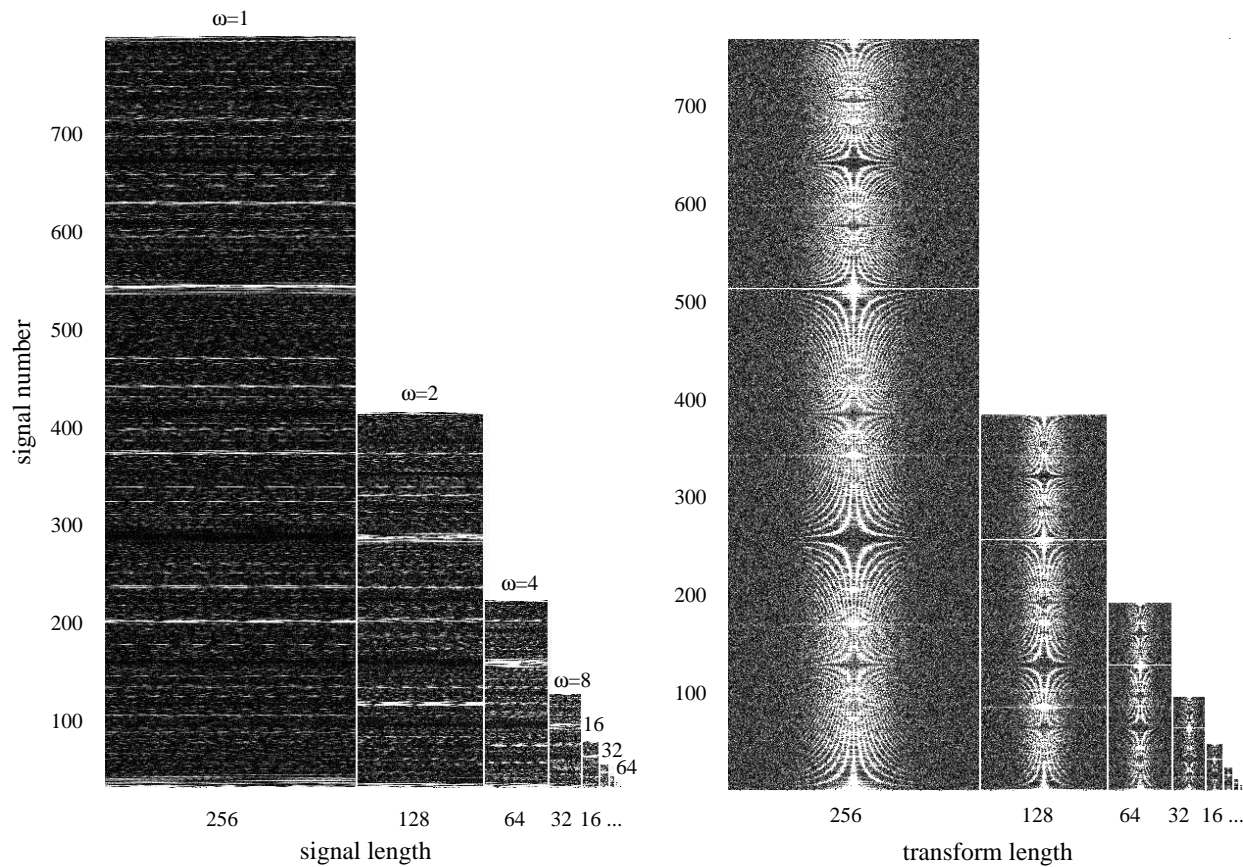 ω=1
700
600
500
400
300
200
100
signal number
ω=2
ω=4
ω=8
16
32
64
256 128 64 32 16 ...
signal length
700
600
500
400
300
200
100
256 128 64 32 16 ...
transform length